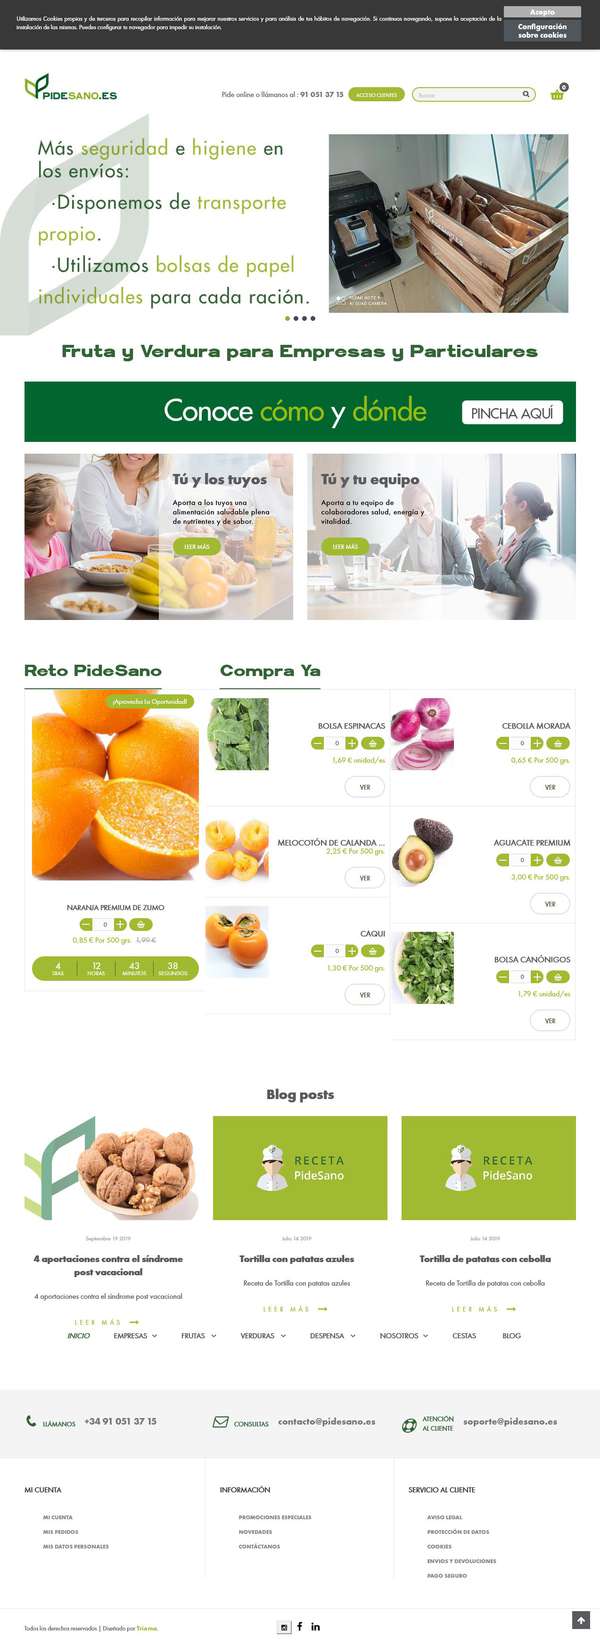 Utilizamos Cookies propias y de terceros para recopilar información para mejorar nuestros servicios y para análisis de tus hábitos de navegación. Si continuas navegando, supone la aceptación de la
instalación de las mismas. Puedes configurar tu navegador para impedir su instalación.
Acepto
Configuración
sobre cookies
PIDESANO.ES
Pide online o llámanos al : 91 051 37 15
ACCESO CLIENTES
Buscar
0
Más seguridad e higiene en
los envíos:
·Disponemos de transporte
propio.
·Utilizamos bolsas de papel
individuales para cada ración.
Fruta y Verdura para Empresas y Particulares
Conoce cómo y dónde
PINCHA AQUÍ
Tú y los tuyos
Aporta a los tuyos una
alimentación saludable plena
de nutrientes y de sabor.
LEER MÁS
Tú y tu equipo
Aporta a tu equipo de
colaboradores salud, energía y
vitalidad.
LEER MÁS
Reto PideSano
Compra Ya
¡Aprovecha La Oportunidad!
NARANJA PREMIUM DE ZUMO
0
0,85 € Por 500 grs. 1,99 €
4 12 43 38
DÍAS HORAS MINUTOS SEGUNDOS
BOLSA ESPINACAS
0
1,69 € unidad/es
VER
MELOCOTÓN DE CALANDA ...
2,25 € Por 500 grs.
VER
CAQUI
0
1,30 € Por 500 grs.
VER
CEBOLLA MORADA
0
0,65 € Por 500 grs.
VER
AGUACATE PREMIUM
0
3,00 € Por 500 grs.
VER
BOLSA CANÓNIGOS
0
1,79 € unidad/es
VER
Blog posts
Septiembre 19 2019
4 aportaciones contra el síndrome
post vacacional
4 aportaciones contra el síndrome post vacacional
LEER MÁS
RECETA
PideSano
Julio 14 2019
Tortilla con patatas azules
Receta de Tortilla con patatas azules
LEER MÁS
RECETA
PideSano
Julio 14 2019
Tortilla de patatas con cebolla
Receta de Tortilla de patatas con cebolla
LEER MÁS
INICIO EMPRESAS FRUTAS VERDURAS DESPENSA NOSOTROS CESTAS BLOG
LLÁMANOS +34 91 051 37 15
CONSULTAS contacto@pidesano.es
ATENCIÓN
AL CLIENTE soporte@pidesano.es
MI CUENTA
MI CUENTA
MIS PEDIDOS
MIS DATOS PERSONALES
INFORMACIÓN
PROMOCIONES ESPECIALES
NOVEDADES
CONTÁCTANOS
SERVICIO AL CLIENTE
AVISO LEGAL
PROTECCIÓN DE DATOS
COOKIES
ENVIOS Y DEVOLUCIONES
PAGO SEGURO
Todos los derechos reservados | Diseñado por Trisma.